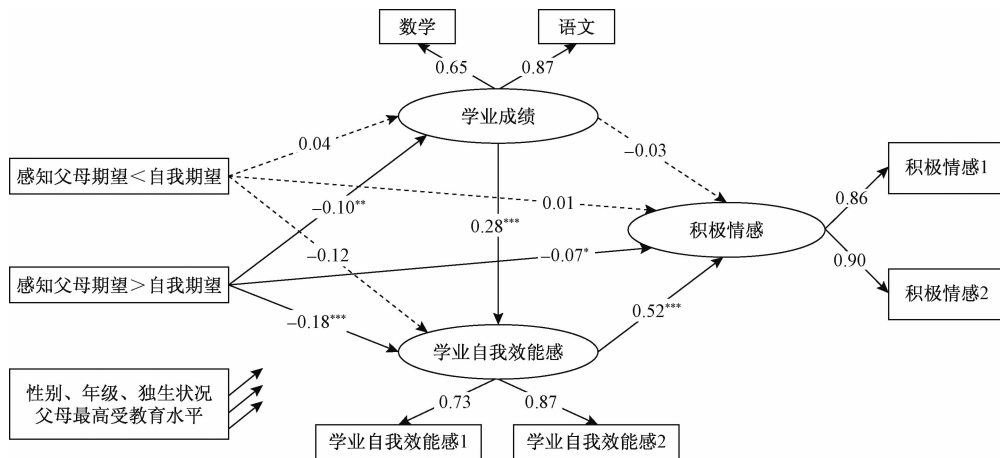 数学
语文
0.65
0.87
学业成绩
0.04
–0.03
感知父母期望＜自我期望
积极情感1
–0.10**
0.01
0.86
0.28***
积极情感
–0.12
–0.07*
0.90
感知父母期望＞自我期望
积极情感2
–0.18***
0.52***
学业自我效能感
性别、年级、独生状况
父母最高受教育水平
0.73
0.87
学业自我效能感1
学业自我效能感2